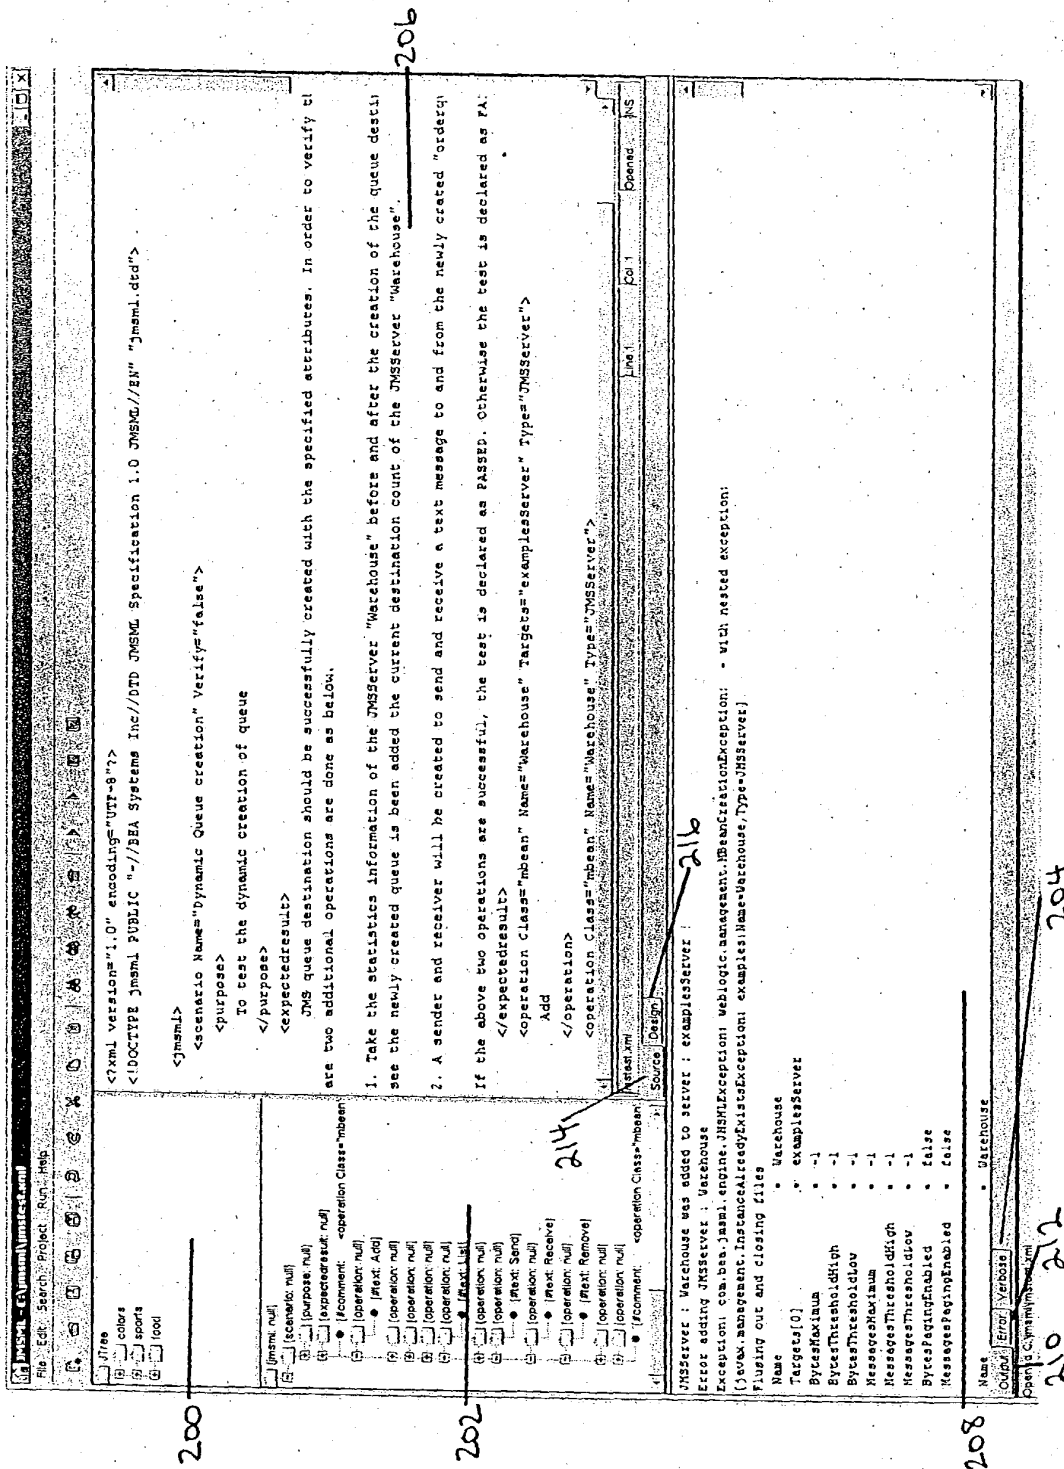 JMSML - C:\jmsml\jmstest.xml
File Edit Search Project Run Help
JTree
colors
sports
food
[jmsml: null]
[scenario: null]
[purpose: null]
[expectedresult: null]
[#comment: <operation Class="mbean"
[operation: null]
[#text: Add]
[operation: null]
[operation: null]
[operation: null]
[operation: null]
[#text: List]
[operation: null]
[operation: null]
[#text: Send]
[operation: null]
[#text: Receive]
[operation: null]
[#text: Remove]
[operation: null]
[operation: null]
[#comment: <operation Class="mbean"
<?xml version="1.0" encoding="UTF-8"?>
<!DOCTYPE jmsml PUBLIC "-//BEA Systems Inc//DTD JMSML Specification 1.0 JMSML//EN" "jmsml.dtd">
<jmsml>
<scenario Name="Dynamic Queue creation" Verify="false">
<purpose>
To test the dynamic creation of queue
</purpose>
<expectedresult>
JMS queue destination should be successfully created with the specified attributes. In order to verify tl
are two additional operations are done as below.
1. Take the statistics information of the JMSServer "Warehouse" before and after the creation of the queue desti
see the newly created queue is been added the current destination count of the JMSServer "Warehouse".
2. A sender and receiver will be created to send and receive a text message to and from the newly crated "orderq
If the above two operations are successful, the test is declared as PASSED. Otherwise the test is declared as FA
</expectedresult>
<operation Class="mbean" Name="Warehouse" Targets="examplesServer" Type="JMSServer">
Add
</operation>
<operation Class="mbean" Name="Warehouse" Type="JMSServer">
jmstest.xml
Line 1 Col 1 Opened INS
Source Design
JMSServer : Warehouse was added to server : examplesServer :
Error adding JMSServer : Warehouse
Exception: com.bea.jmsml.engine.JMSMLException: weblogic.management.MBeanCreationException: - with nested exception:
[javax.management.InstanceAlreadyExistsException: examples:Name=Warehouse,Type=JMSServer]
Flusing out and closing files
Name = Warehouse
Targets[0] = examplesServer
BytesMaximum = -1
BytesThresholdHigh = -1
BytesThresholdLow = -1
MessagesMaximum = -1
MessagesThresholdHigh = -1
MessagesThresholdLow = -1
BytesPagingEnabled = false
MessagesPagingEnabled = false
Name = Warehouse
Output Error Verbose
200
202
204
206
208
210
212
214
216